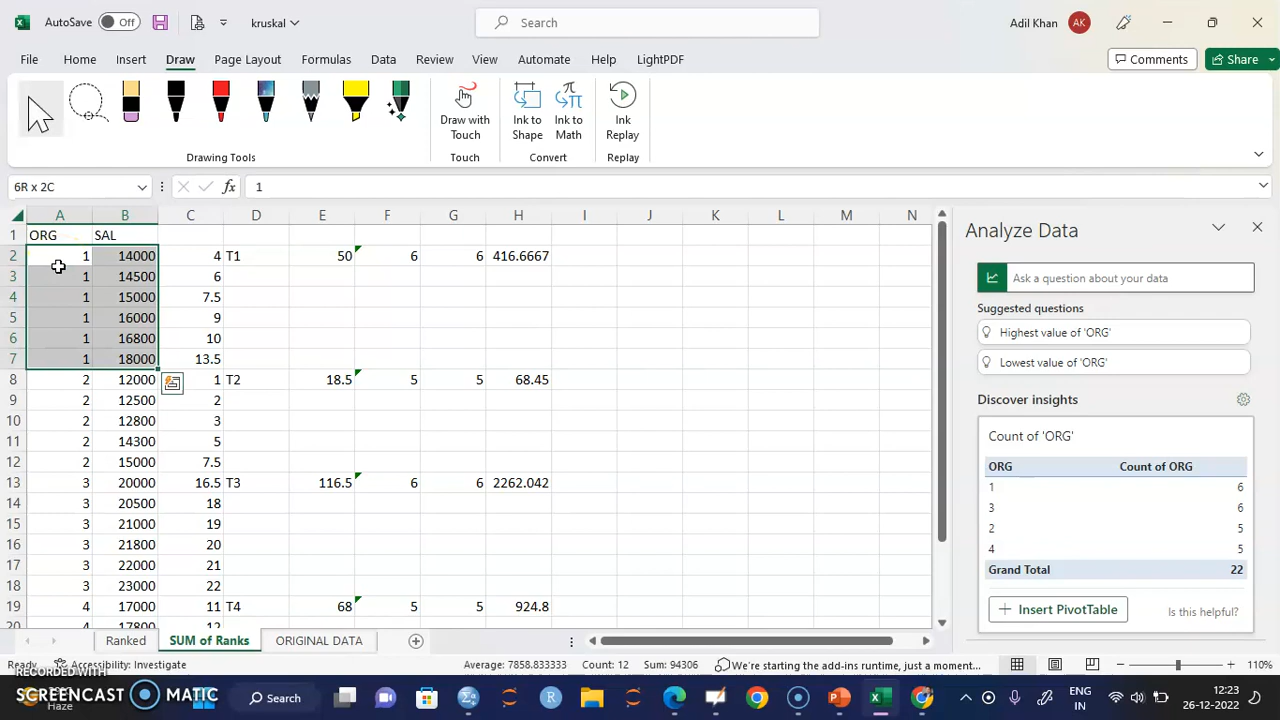 AutoSave Off kruskal Search Adil Khan AK
File Home Insert Draw Page Layout Formulas Data Review View Automate Help LightPDF Comments Share
Draw with Touch
Ink to Shape
Ink to Math
Ink Replay
Drawing Tools Touch Convert Replay
6R x 2C fx 1
A B C D E F G H I J K L M N
1 ORG SAL
2 1 14000 4 T1 50 6 6 416.6667
3 1 14500 6
4 1 15000 7.5
5 1 16000 9
6 1 16800 10
7 1 18000 13.5
8 2 12000 1 T2 18.5 5 5 68.45
9 2 12500 2
10 2 12800 3
11 2 14300 5
12 2 15000 7.5
13 3 20000 16.5 T3 116.5 6 6 2262.042
14 3 20500 18
15 3 21000 19
16 3 21800 20
17 3 22000 21
18 3 23000 22
19 4 17000 11 T4 68 5 5 924.8
20 4 17800 12
Analyze Data
Ask a question about your data
Suggested questions
Highest value of 'ORG'
Lowest value of 'ORG'
Discover insights
Count of 'ORG'
ORG Count of ORG
1 6
3 6
2 5
4 5
Grand Total 22
+ Insert PivotTable Is this helpful?
Ranked SUM of Ranks ORIGINAL DATA
Ready Accessibility: Investigate Average: 7858.833333 Count: 12 Sum: 94306 We're starting the add-ins runtime, just a moment... 110%
RECORDED WITH
SCREENCAST MATIC
Haze
Search
ENG
IN
12:23
26-12-2022